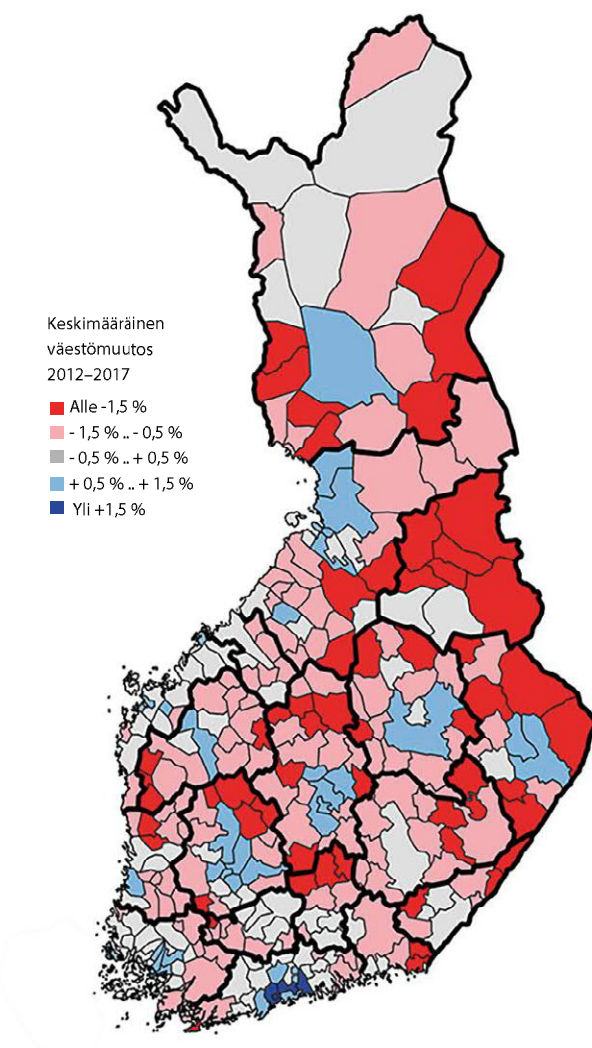 Keskimääräinen
väestömuutos
2012–2017
Alle -1,5 %
- 1,5 % .. - 0,5 %
- 0,5 % .. + 0,5 %
+ 0,5 % .. + 1,5 %
Yli +1,5 %